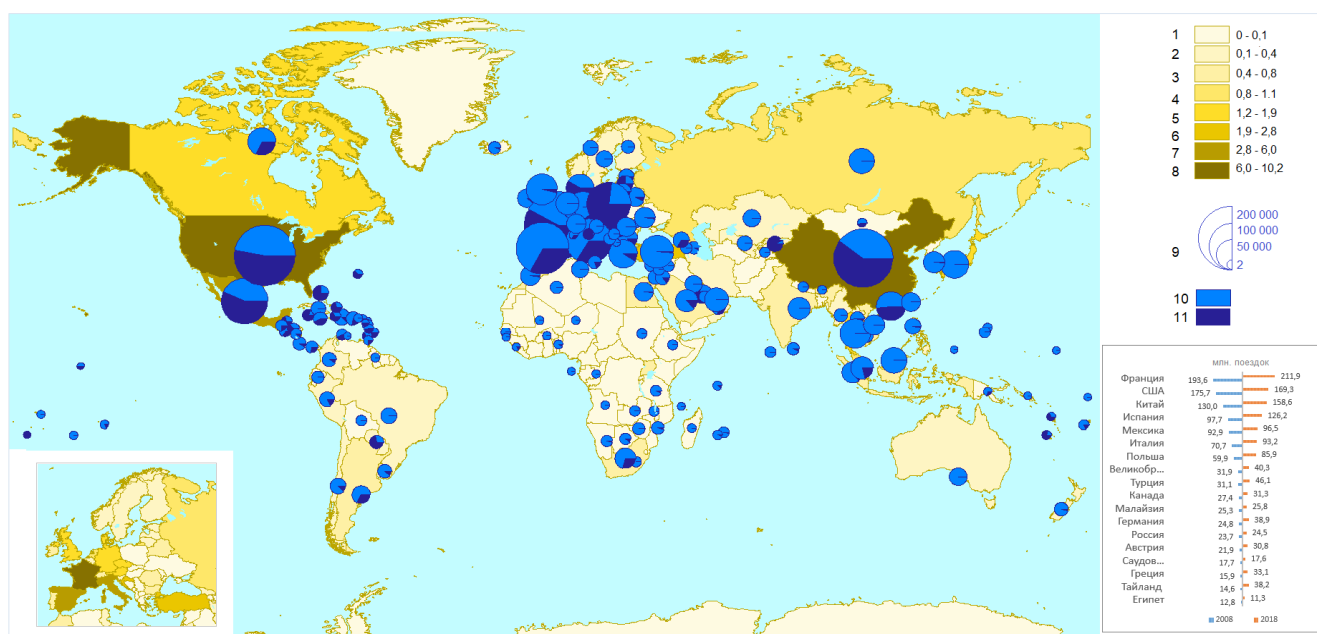 1 0 - 0,1
2 0,1 - 0,4
3 0,4 - 0,8
4 0,8 - 1.1
5 1,2 - 1,9
6 1,9 - 2,8
7 2,8 - 6,0
8 6,0 - 10,2
200 000
100 000
50 000
2
9
10
11
млн. поездок
Франция 193,6 211,9
США 175,7 169,3
Китай 130,0 158,6
Испания 97,7 126,2
Мексика 92,9 96,5
Италия 70,7 93,2
Польша 59,9 85,9
Великобр... 31,9 40,3
Турция 31,1 46,1
Канада 27,4 31,3
Малайзия 25,3 25,8
Германия 24,8 38,9
Россия 23,7 24,5
Австрия 21,9 30,8
Саудов... 17,7 17,6
Греция 15,9 33,1
Тайланд 14,6 38,2
Египет 12,8 11,3
2008 2018